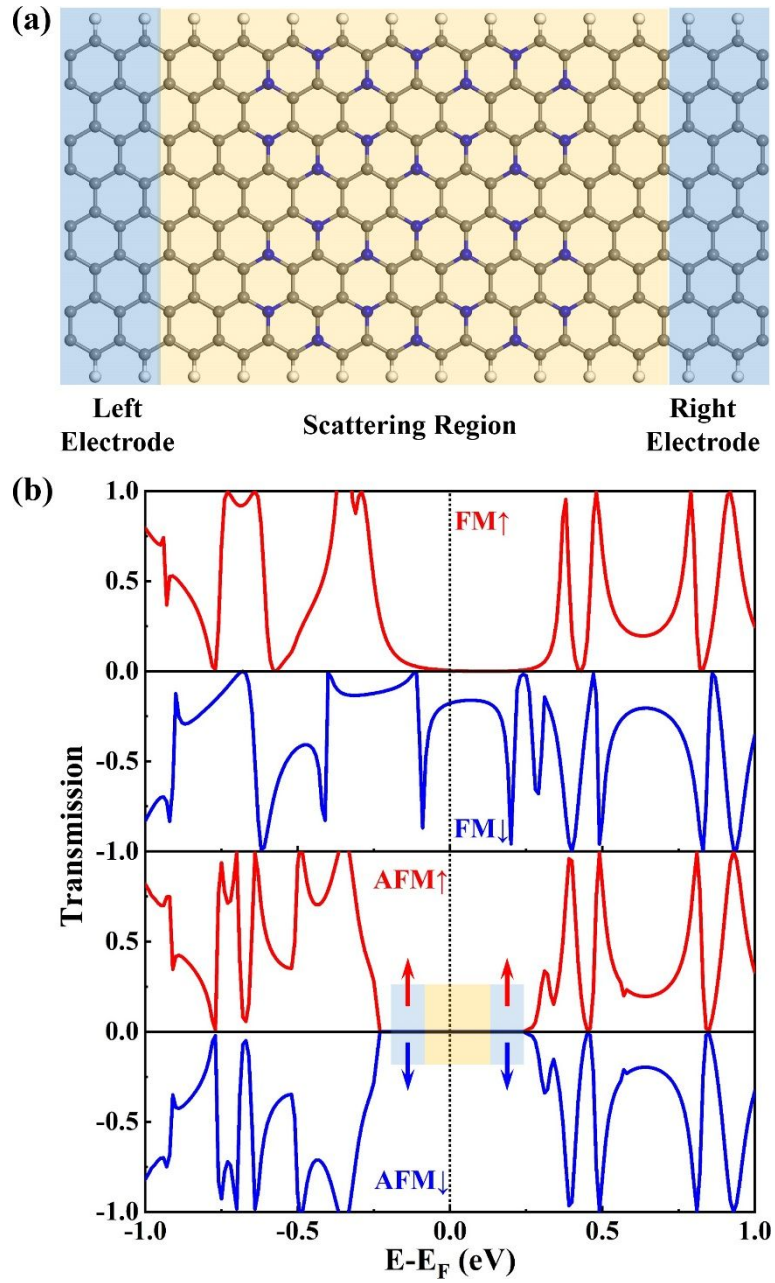 (a)
Left
Electrode
Scattering Region
Right
Electrode
(b)
Transmission
1.0
0.5
0.0
-0.5
-1.0
0.5
0.0
-0.5
-1.0
FM↑
FM↓
AFM↑
AFM↓
-1.0
-0.5
0.0
0.5
1.0
E-E_F (eV)